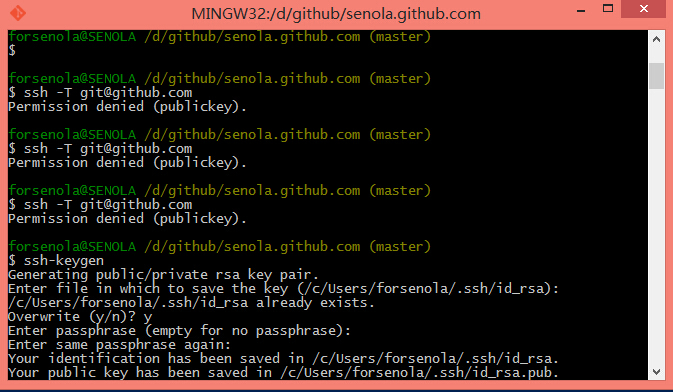 MINGW32:/d/github/senola.github.com
forsenola@SENOLA /d/github/senola.github.com (master)
$
forsenola@SENOLA /d/github/senola.github.com (master)
$ ssh -T git@github.com
Permission denied (publickey).
forsenola@SENOLA /d/github/senola.github.com (master)
$ ssh -T git@github.com
Permission denied (publickey).
forsenola@SENOLA /d/github/senola.github.com (master)
$ ssh -T git@github.com
Permission denied (publickey).
forsenola@SENOLA /d/github/senola.github.com (master)
$ ssh-keygen
Generating public/private rsa key pair.
Enter file in which to save the key (/c/Users/forsenola/.ssh/id_rsa):
/c/Users/forsenola/.ssh/id_rsa already exists.
Overwrite (y/n)? y
Enter passphrase (empty for no passphrase):
Enter same passphrase again:
Your identification has been saved in /c/Users/forsenola/.ssh/id_rsa.
Your public key has been saved in /c/Users/forsenola/.ssh/id_rsa.pub.